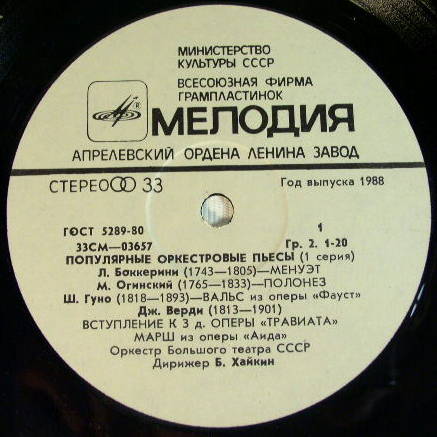 МИНИСТЕРСТВО
КУЛЬТУРЫ СССР
ВСЕСОЮЗНАЯ ФИРМА
ГРАМПЛАСТИНОК
МЕЛОДИЯ
АПРЕЛЕВСКИЙ ОРДЕНА ЛЕНИНА ЗАВОД
СТЕРЕО 33
Год выпуска 1988
ГОСТ 5289-80 1
33СМ—03657 Гр. 2. 1-20
ПОПУЛЯРНЫЕ ОРКЕСТРОВЫЕ ПЬЕСЫ (1 серия)
Л. Боккерини (1743—1805)—МЕНУЭТ
М. Огинский (1765—1833)—ПОЛОНЕЗ
Ш. Гуно (1818—1893)—ВАЛЬС из оперы «Фауст»
Дж. Верди (1813—1901)
ВСТУПЛЕНИЕ К 3 д. ОПЕРЫ «ТРАВИАТА»
МАРШ из оперы «Аида»
Оркестр Большого театра СССР
Дирижер Б. Хайкин